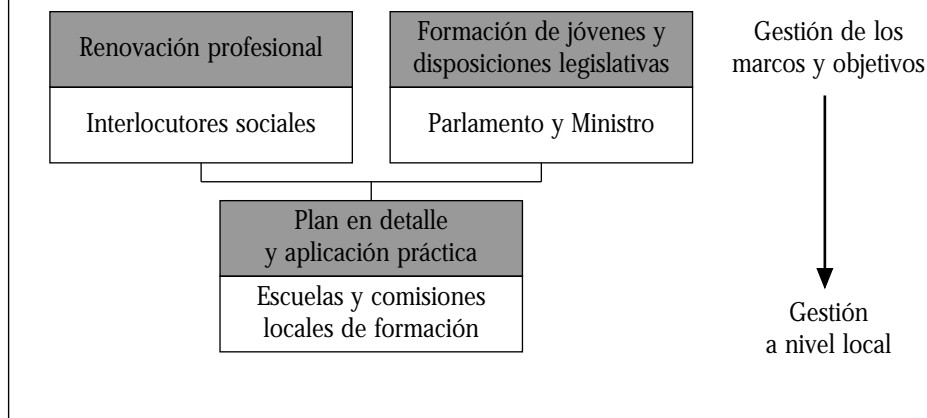 Renovación profesional
Interlocutores sociales
Formación de jóvenes y
disposiciones legislativas
Parlamento y Ministro
Gestión de los
marcos y objetivos
Plan en detalle
y aplicación práctica
Escuelas y comisiones
locales de formación
Gestión
a nivel local